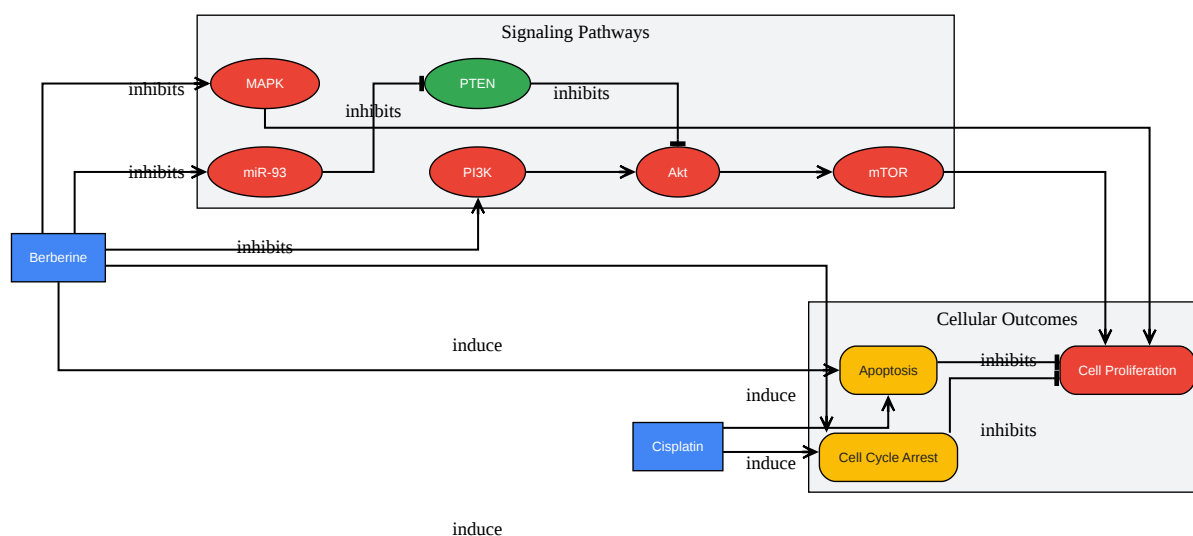 Signaling Pathways
MAPK
PTEN
inhibits
inhibits
inhibits
miR-93
PI3K
Akt
mTOR
inhibits
inhibits
Berberine
Cellular Outcomes
induce
Apoptosis
inhibits
Cell Proliferation
induce
Cisplatin
inhibits
Cell Cycle Arrest
induce
induce